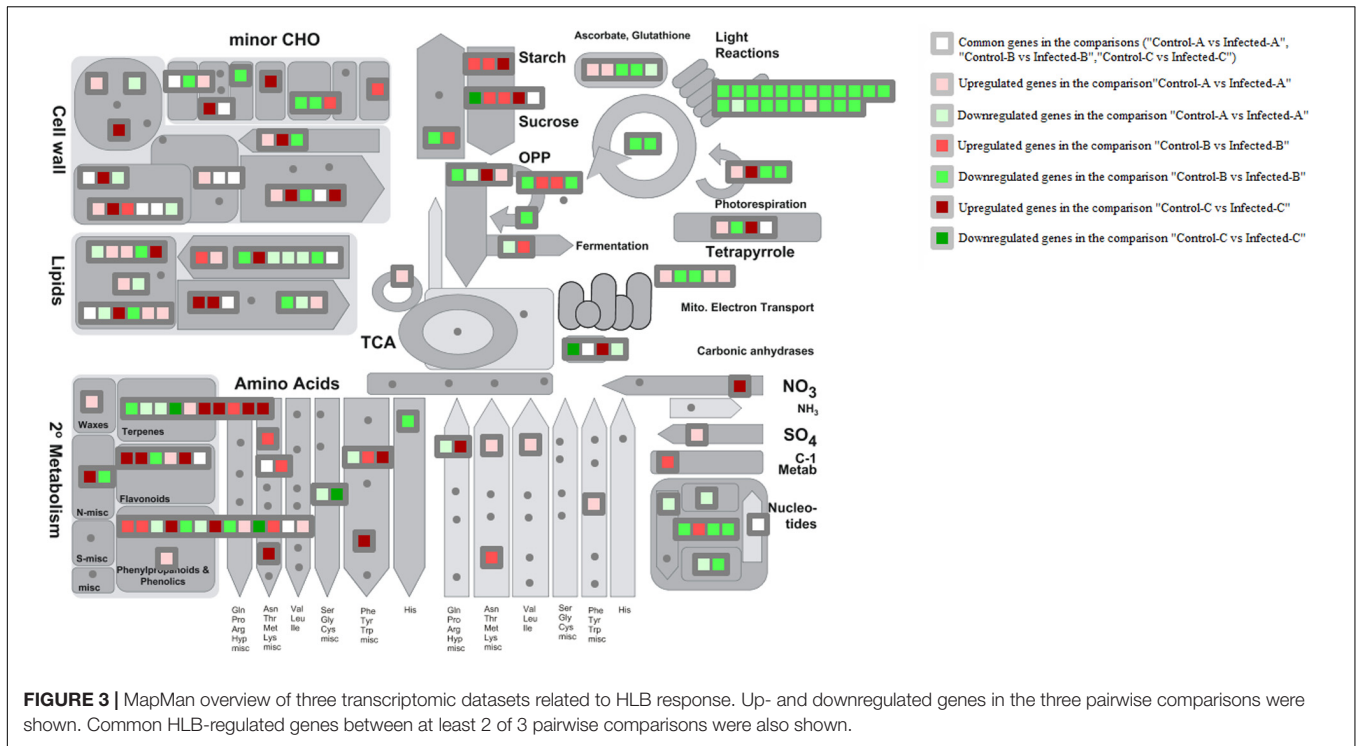 minor CHO
Cell wall
Lipids
Starch
Sucrose
OPP
Fermentation
Ascorbate, Glutathione
Light
Reactions
Photorespiration
Tetrapyrrole
Mito. Electron Transport
Carbonic anhydrases
TCA
Amino Acids
2º Metabolism
Waxes
Terpenes
Flavonoids
N-misc
S-misc
misc
Phenylpropanoids &
Phenolics
Gln
Pro
Arg
Hyp
misc
Asn
Thr
Met
Lys
misc
Val
Leu
Ile
Ser
Gly
Cys
misc
Phe
Tyr
Trp
misc
His
Gln
Pro
Arg
Hyp
misc
Asn
Thr
Met
Lys
misc
Val
Leu
Ile
Ser
Gly
Cys
misc
Phe
Tyr
Trp
misc
His
NO3
NH3
SO4
C-1
Metab
Nucleo-
tides
Common genes in the comparisons ("Control-A vs Infected-A",
"Control-B vs Infected-B","Control-C vs Infected-C")
Upregulated genes in the comparison"Control-A vs Infected-A"
Downregulated genes in the comparison "Control-A vs Infected-A"
Upregulated genes in the comparison "Control-B vs Infected-B"
Downregulated genes in the comparison "Control-B vs Infected-B"
Upregulated genes in the comparison "Control-C vs Infected-C"
Downregulated genes in the comparison "Control-C vs Infected-C"
FIGURE 3 | MapMan overview of three transcriptomic datasets related to HLB response. Up- and downregulated genes in the three pairwise comparisons were
shown. Common HLB-regulated genes between at least 2 of 3 pairwise comparisons were also shown.